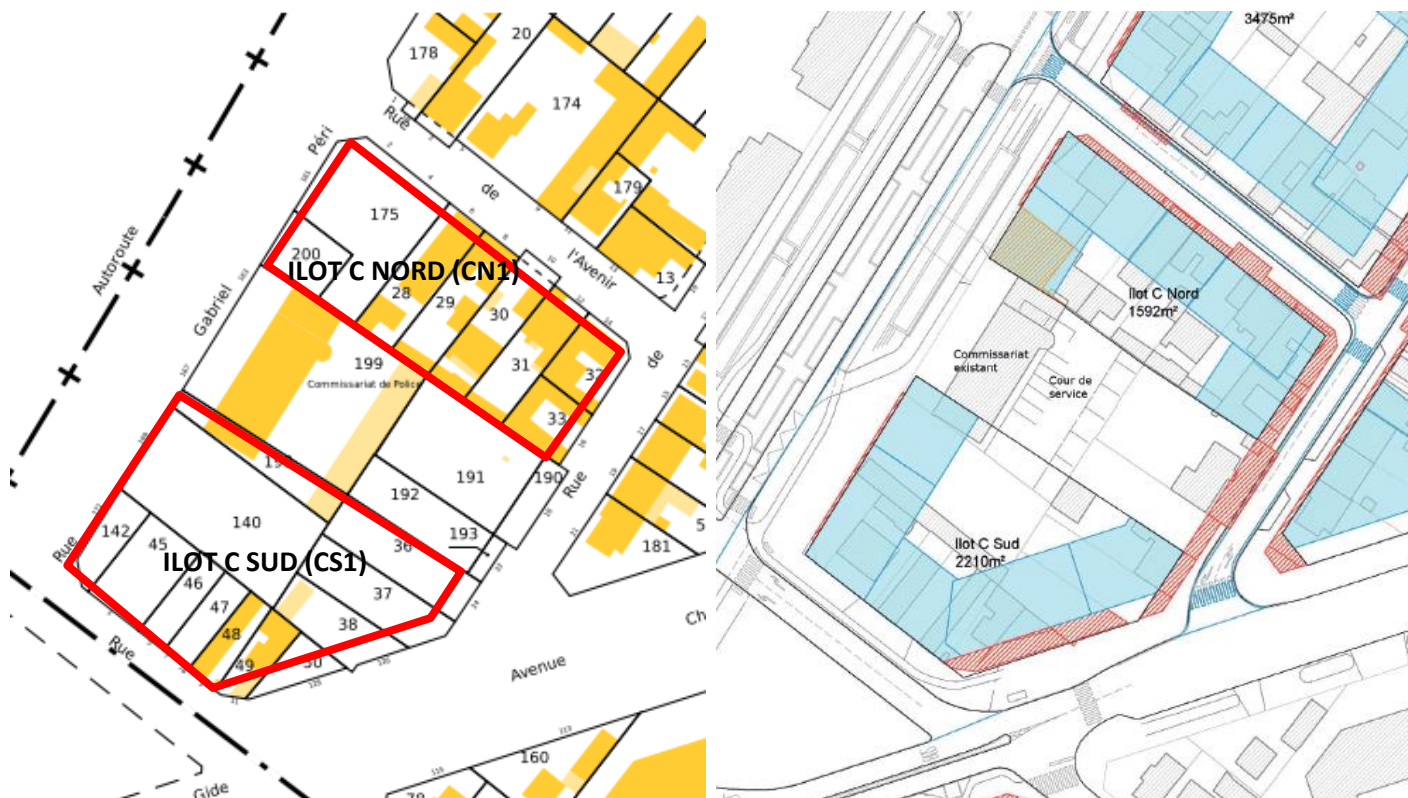 178
20
174
Rue
de
l'Avenir
179
13
Péri
Gabriel
Rue
Autoroute
175
200
ILOT C NORD (CN1)
28
29
30
31
32
33
199
Commissariat de Police
de
Rue
190
191
192
193
36
37
38
140
142
45
46
47
48
49
ILOT C SUD (CS1)
181
Rue
Avenue
Ch
160
Gide
3475m²
Ilot C Nord
1592m²
Commissariat
existant
Cour de
service
Ilot C Sud
2210m²